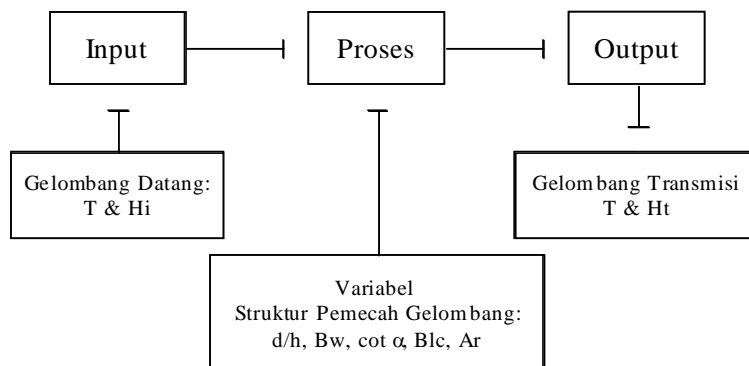 Input
Proses
Output
Gelombang Datang:
T & Hi
Gelombang Transmisi
T & Ht
Variabel
Struktur Pemecah Gelombang:
d/h, Bw, cot α, Blc, Ar